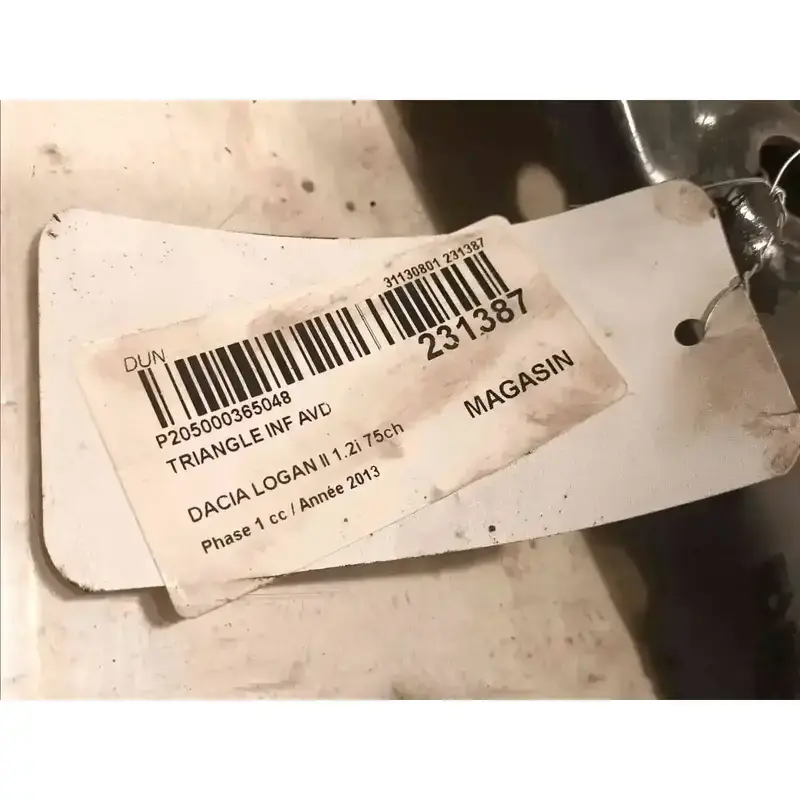 31130801 231387
DUN
231387
P205000365048
TRIANGLE INF AVD
MAGASIN
DACIA LOGAN II 1.2i 75ch
Phase 1 cc / Année 2013